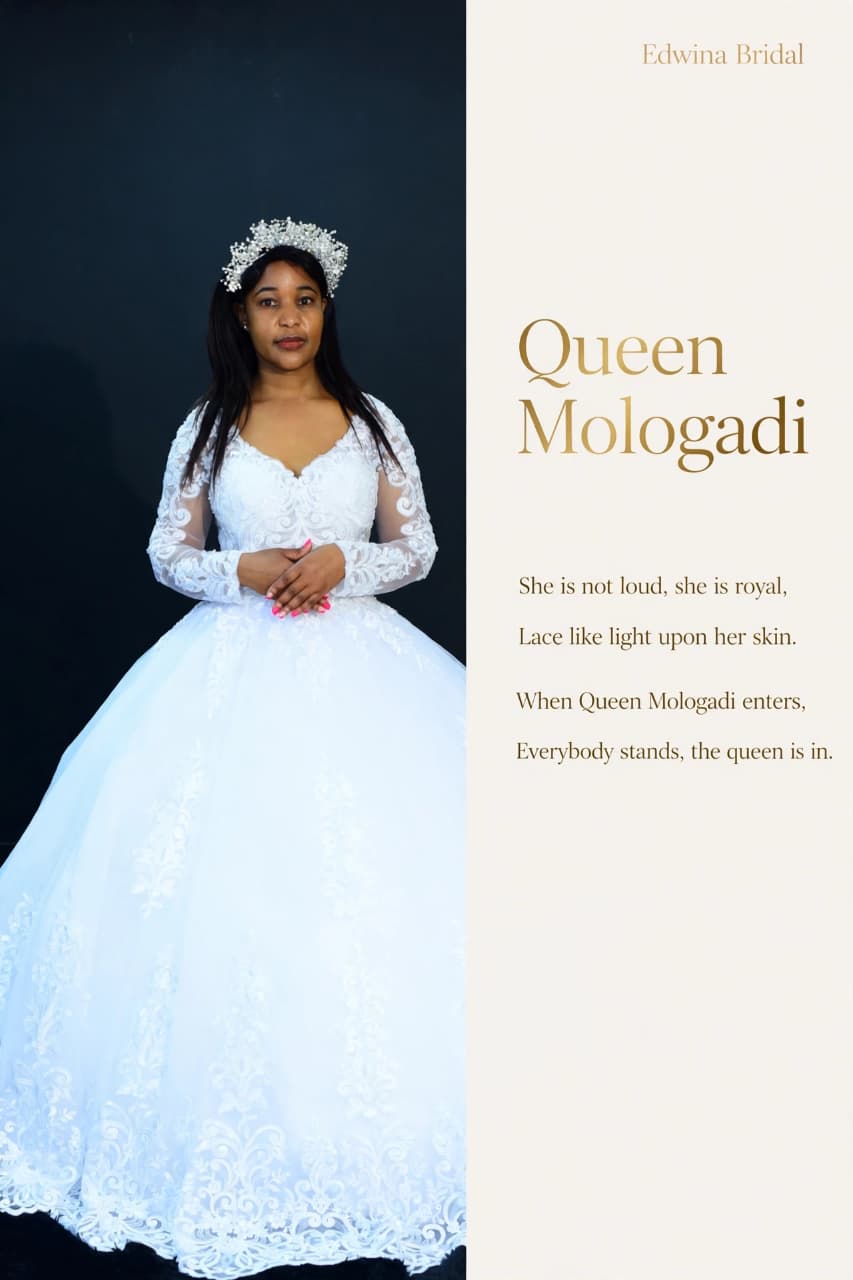 Edwina Bridal
Queen
Mologadi
She is not loud, she is royal,
Lace like light upon her skin.
When Queen Mologadi enters,
Everybody stands, the queen is in.